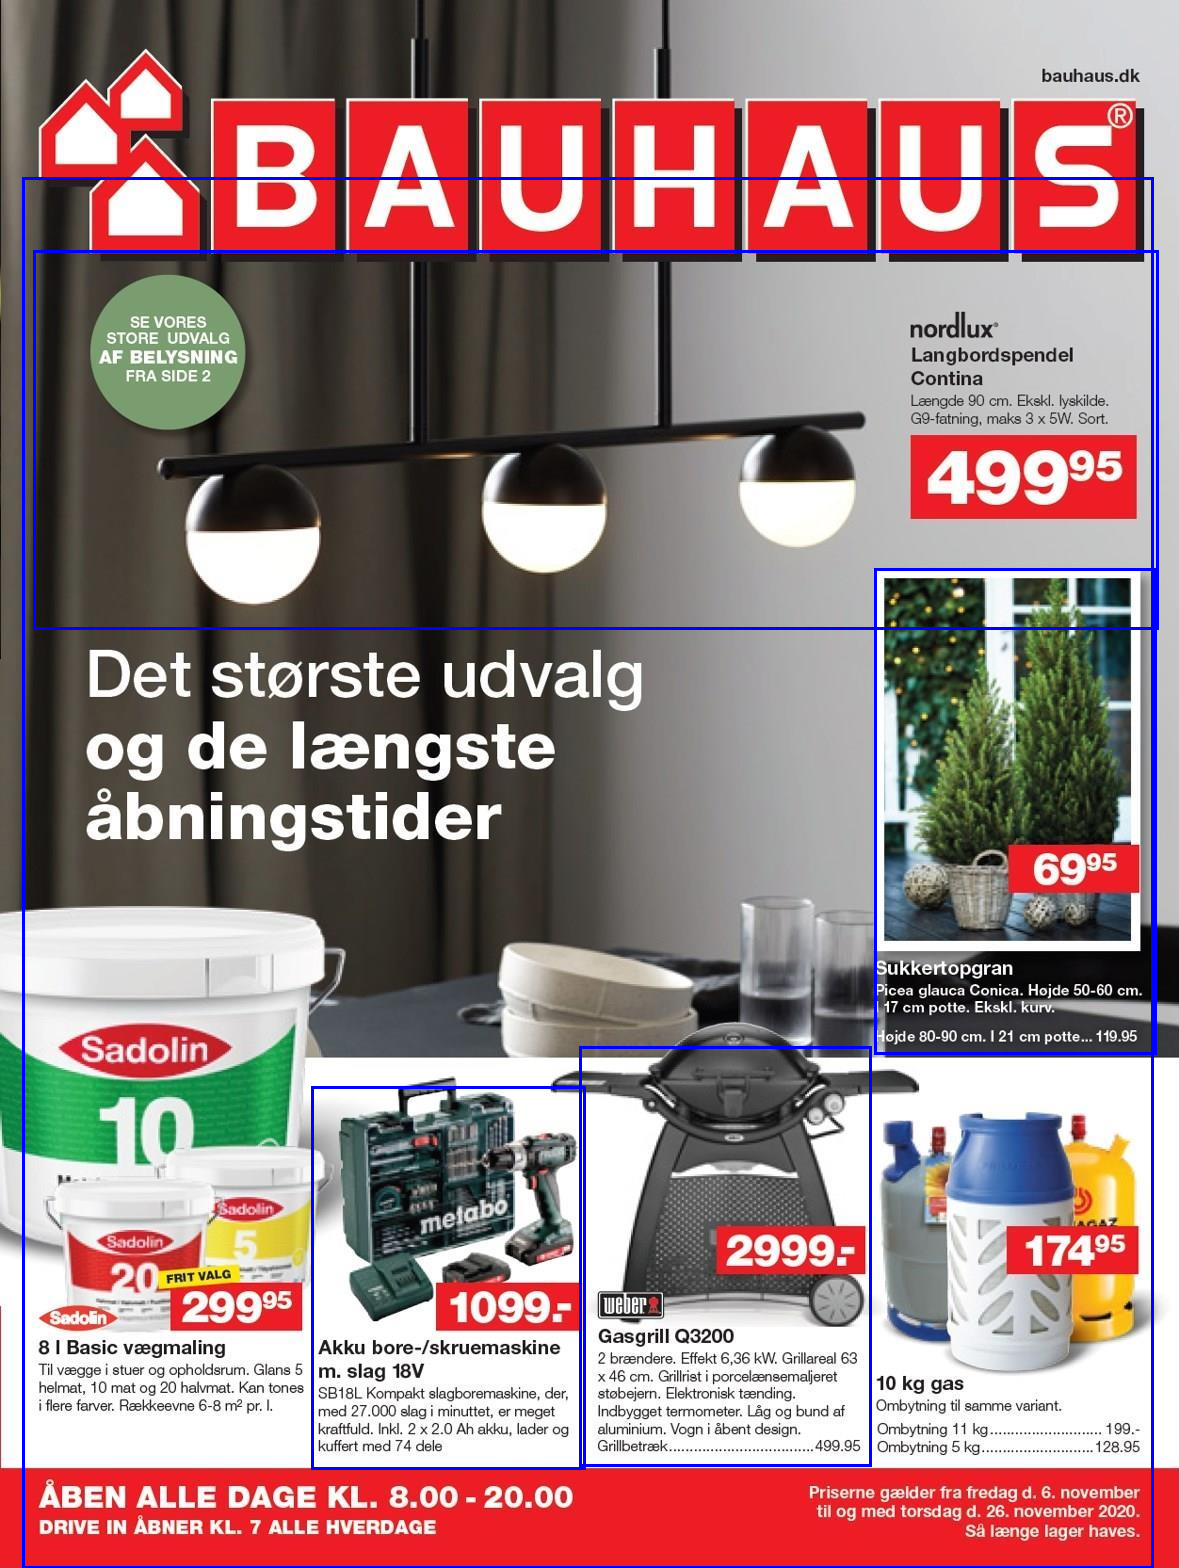 bauhaus.dk
BAUHAUS®
SE VORES
STORE UDVALG
AF BELYSNING
FRA SIDE 2
nordlux®
Langbordspendel
Contina
Længde 90 cm. Ekskl. lyskilde.
G9-fatning, maks 3 x 5W. Sort.
499 95
Det største udvalg
og de længste
åbningstider
69 95
Sukkertopgran
Picea glauca Conica. Højde 50-60 cm.
I 17 cm potte. Ekskl. kurv.
Højde 80-90 cm. I 21 cm potte... 119.95
Sadolin
10
Sadolin
5
Sadolin
20
FRIT VALG
299 95
Sadolin
8 l Basic vægmaling
Til vægge i stuer og opholdsrum. Glans 5
helmat, 10 mat og 20 halvmat. Kan tones
i flere farver. Rækkeevne 6-8 m² pr. l.
metabo
1099.-
Akku bore-/skruemaskine
m. slag 18V
SB18L Kompakt slagboremaskine, der,
med 27.000 slag i minuttet, er meget
kraftfuld. Inkl. 2 x 2.0 Ah akku, lader og
kuffert med 74 dele
2999.-
weber
Gasgrill Q3200
2 brændere. Effekt 6,36 kW. Grillareal 63
x 46 cm. Grillrist i porcelænsemaljeret
støbejern. Elektronisk tænding.
Indbygget termometer. Låg og bund af
aluminium. Vogn i åbent design.
Grillbetræk...................................499.95
174 95
10 kg gas
Ombytning til samme variant.
Ombytning 11 kg........................... 199.-
Ombytning 5 kg...........................128.95
ÅBEN ALLE DAGE KL. 8.00 - 20.00
DRIVE IN ÅBNER KL. 7 ALLE HVERDAGE
Priserne gælder fra fredag d. 6. november
til og med torsdag d. 26. november 2020.
Så længe lager haves.